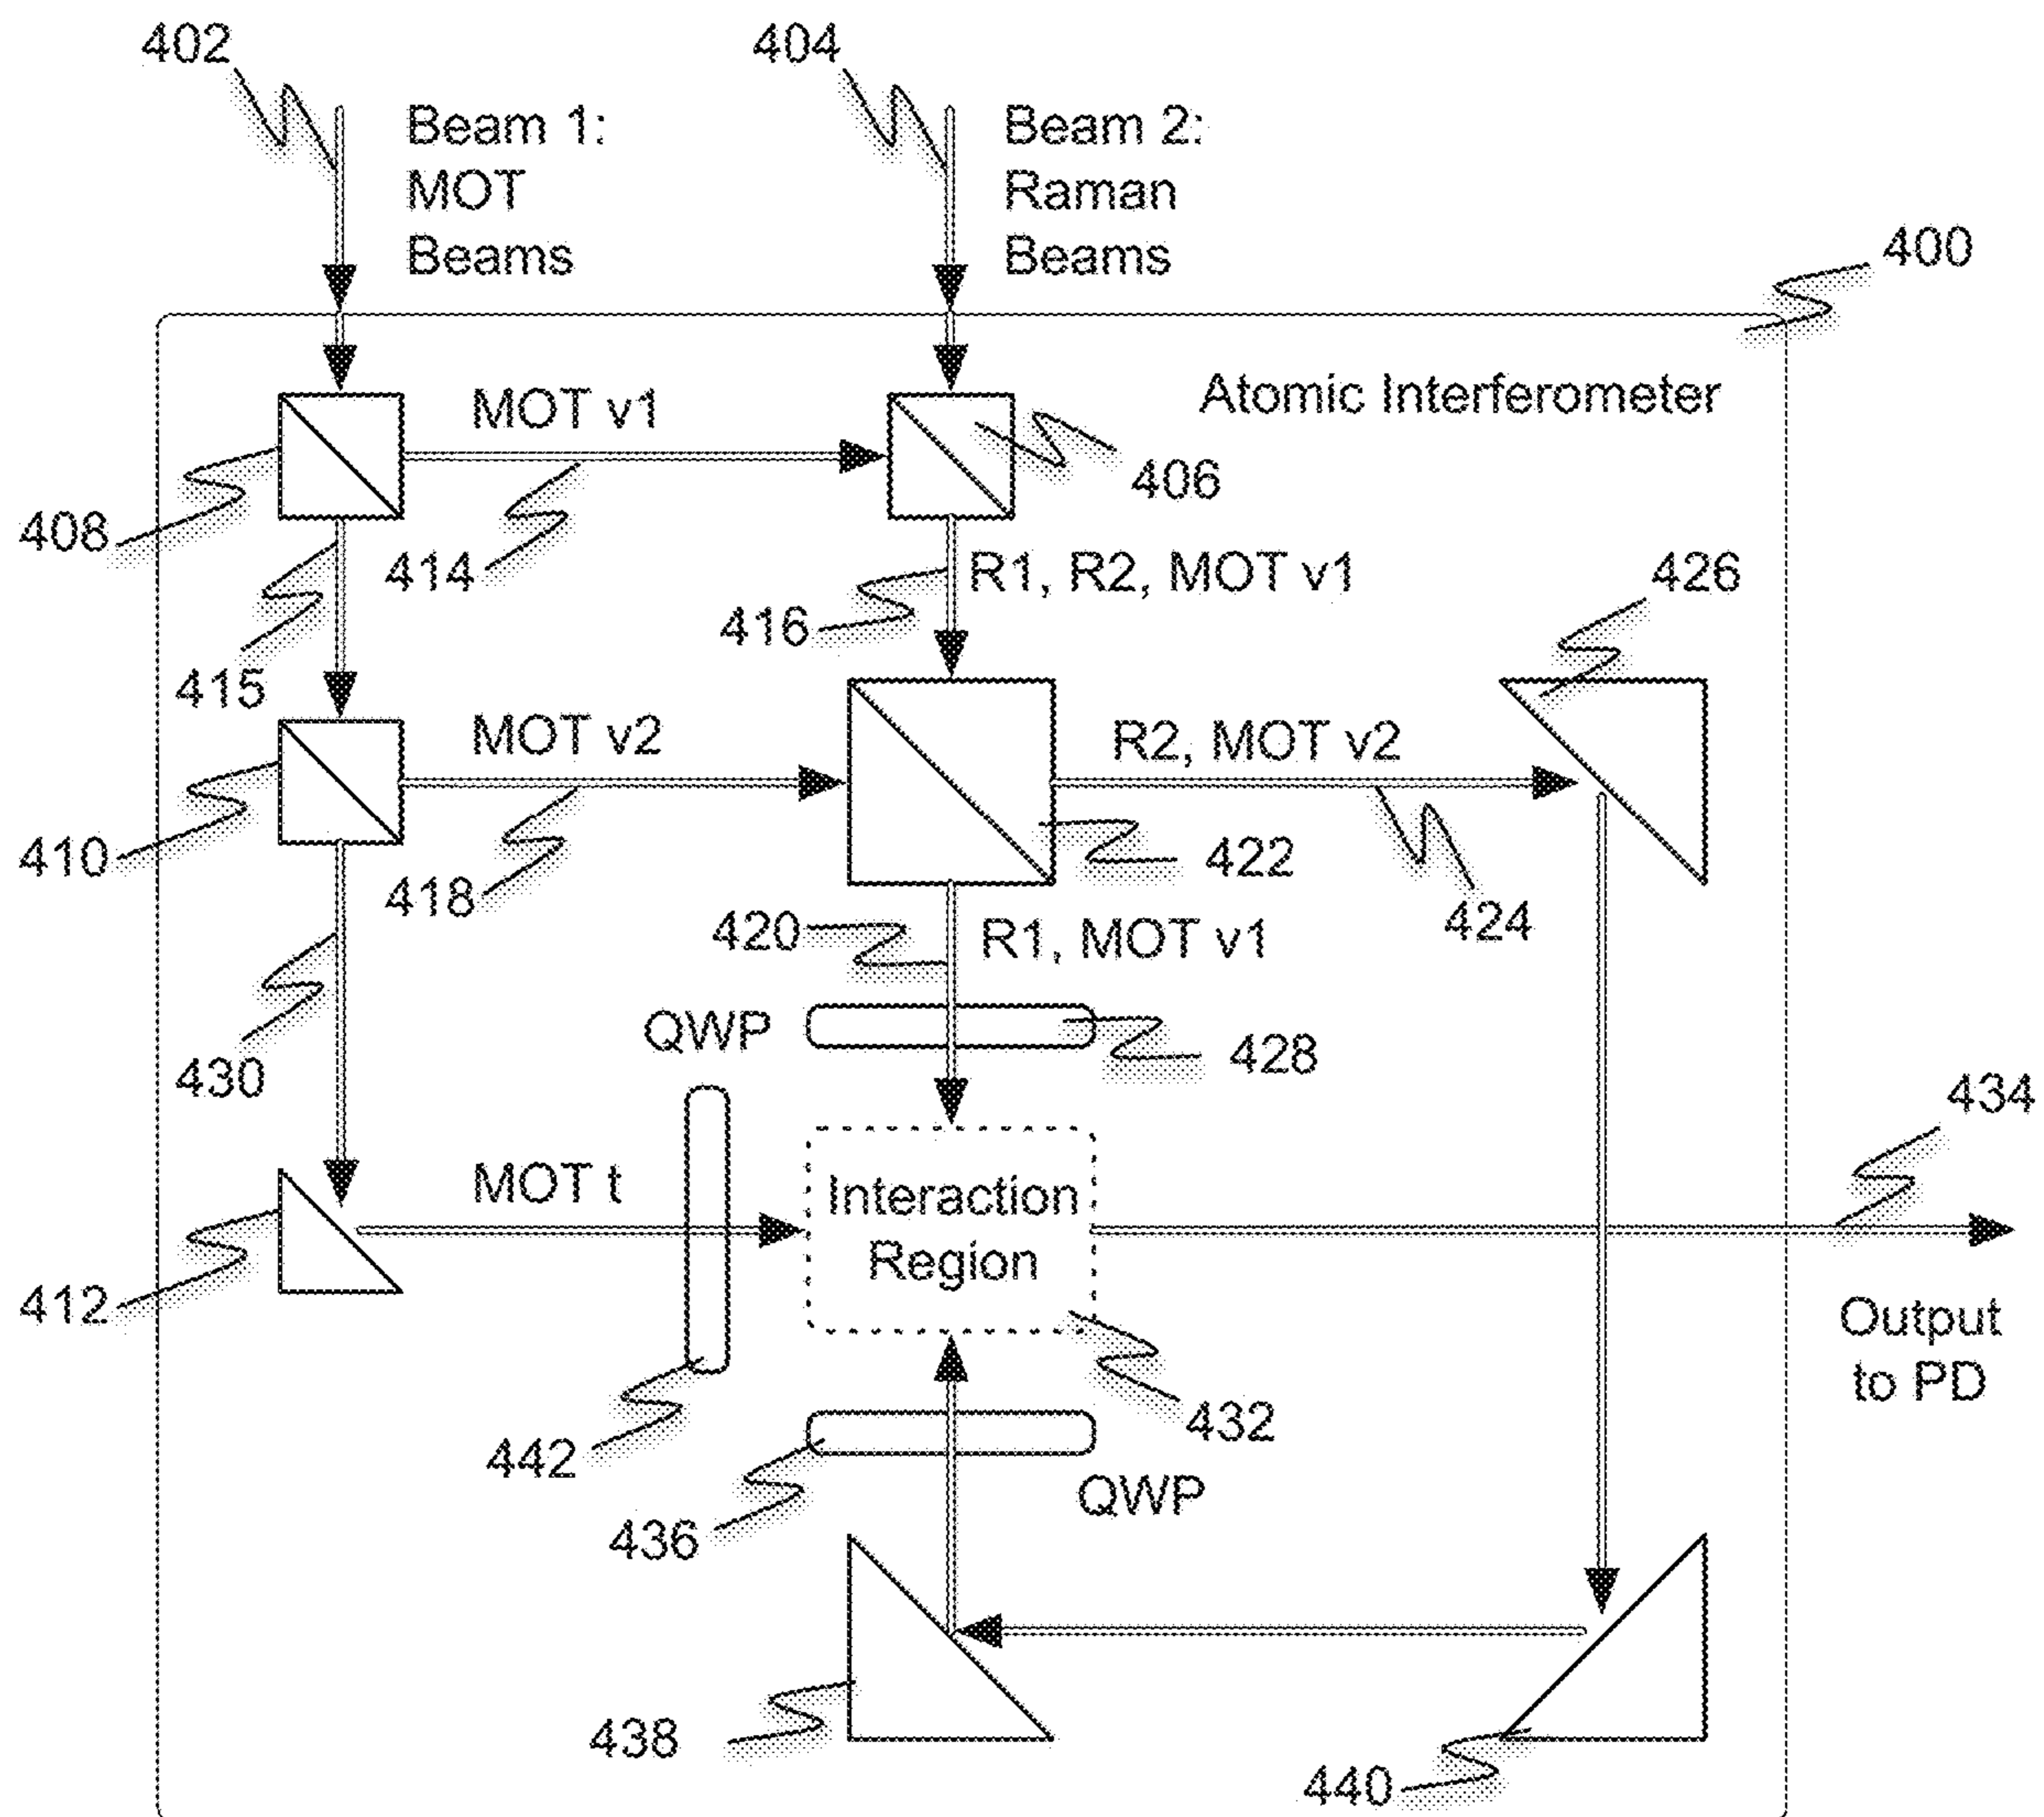 402
404
Beam 1:
MOT
Beams
Beam 2:
Raman
Beams
400
Atomic Interferometer
MOT v1
408
414
406
415
R1, R2, MOT v1
416
426
MOT v2
R2, MOT v2
410
418
422
424
420
R1, MOT v1
QWP
428
430
434
MOT t
Interaction
Region
412
Output
to PD
442
432
436
QWP
438
440